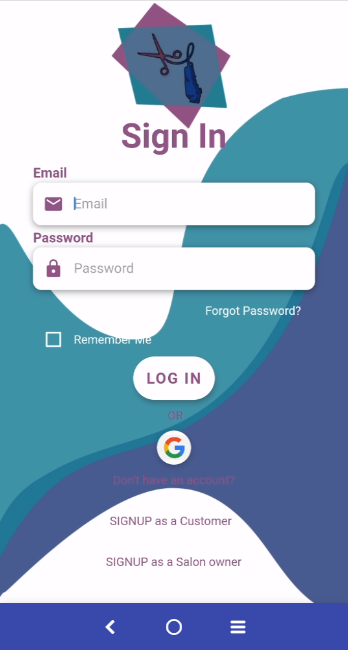 Sign In
Email
Email
Password
Password
Forgot Password?
Remember Me
LOG IN
OR
Don't have an account?
SIGNUP as a Customer
SIGNUP as a Salon owner